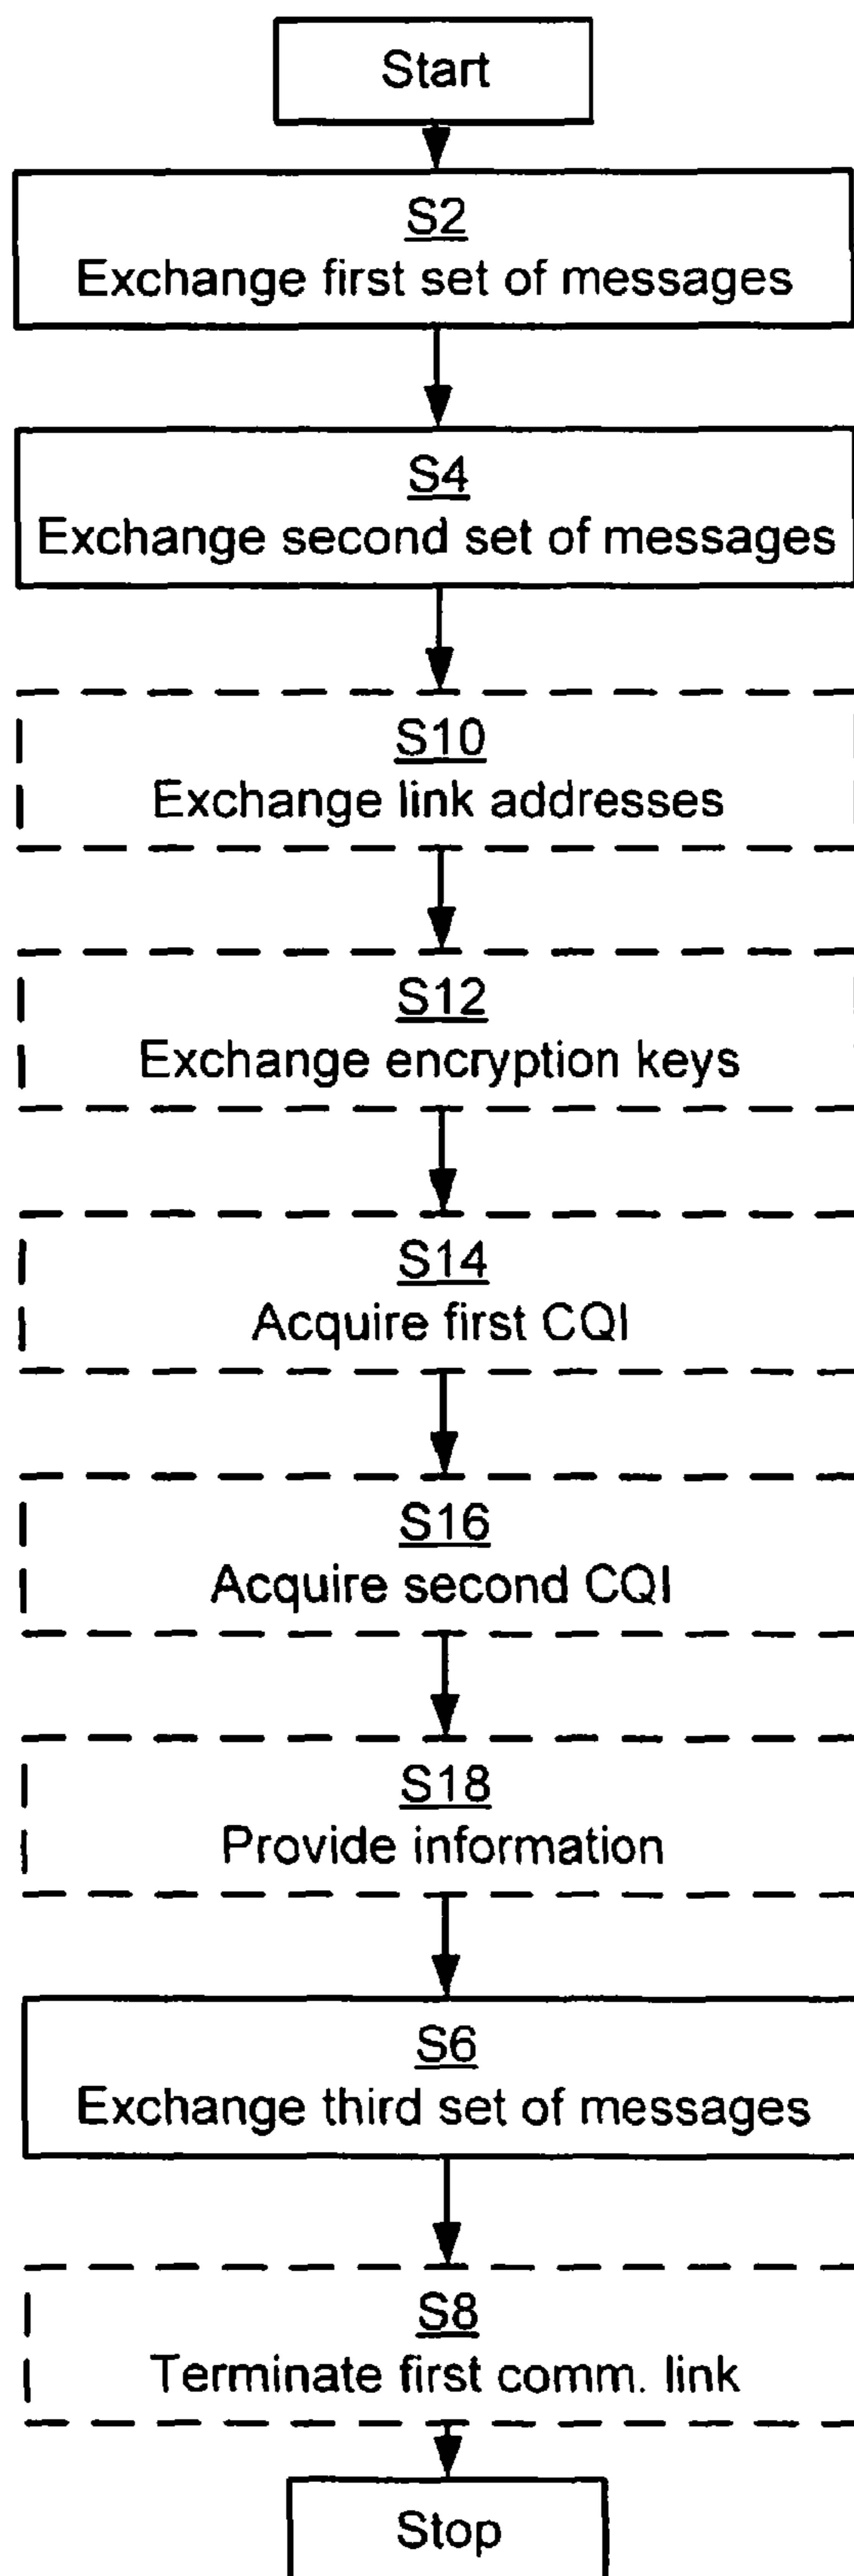 Start
S2
Exchange first set of messages
S4
Exchange second set of messages
S10
Exchange link addresses
S12
Exchange encryption keys
S14
Acquire first CQI
S16
Acquire second CQI
S18
Provide information
S6
Exchange third set of messages
S8
Terminate first comm. link
Stop